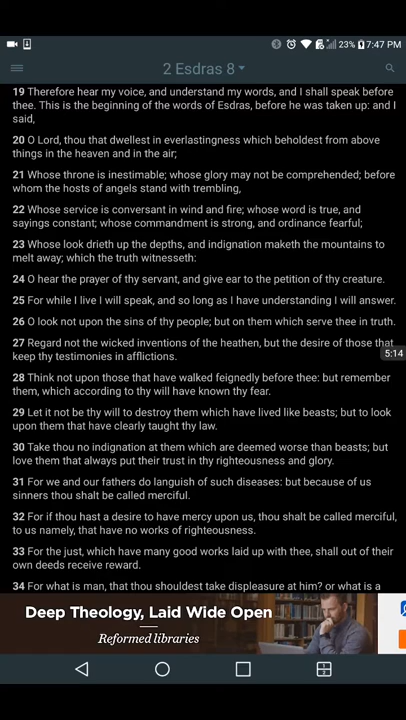 23% 7:47 PM
2 Esdras 8
19 Therefore hear my voice, and understand my words, and I shall speak before
thee. This is the beginning of the words of Esdras, before he was taken up: and I
said,
20 O Lord, thou that dwellest in everlastingness which beholdest from above
things in the heaven and in the air;
21 Whose throne is inestimable; whose glory may not be comprehended; before
whom the hosts of angels stand with trembling,
22 Whose service is conversant in wind and fire; whose word is true, and
sayings constant; whose commandment is strong, and ordinance fearful;
23 Whose look drieth up the depths, and indignation maketh the mountains to
melt away; which the truth witnesseth:
24 O hear the prayer of thy servant, and give ear to the petition of thy creature.
25 For while I live I will speak, and so long as I have understanding I will answer.
26 O look not upon the sins of thy people; but on them which serve thee in truth.
27 Regard not the wicked inventions of the heathen, but the desire of those that
keep thy testimonies in afflictions.
5:14
28 Think not upon those that have walked feignedly before thee: but remember
them, which according to thy will have known thy fear.
29 Let it not be thy will to destroy them which have lived like beasts; but to look
upon them that have clearly taught thy law.
30 Take thou no indignation at them which are deemed worse than beasts; but
love them that always put their trust in thy righteousness and glory.
31 For we and our fathers do languish of such diseases: but because of us
sinners thou shalt be called merciful.
32 For if thou hast a desire to have mercy upon us, thou shalt be called merciful,
to us namely, that have no works of righteousness.
33 For the just, which have many good works laid up with thee, shall out of their
own deeds receive reward.
34 For what is man, that thou shouldest take displeasure at him? or what is a
Deep Theology, Laid Wide Open
Reformed libraries